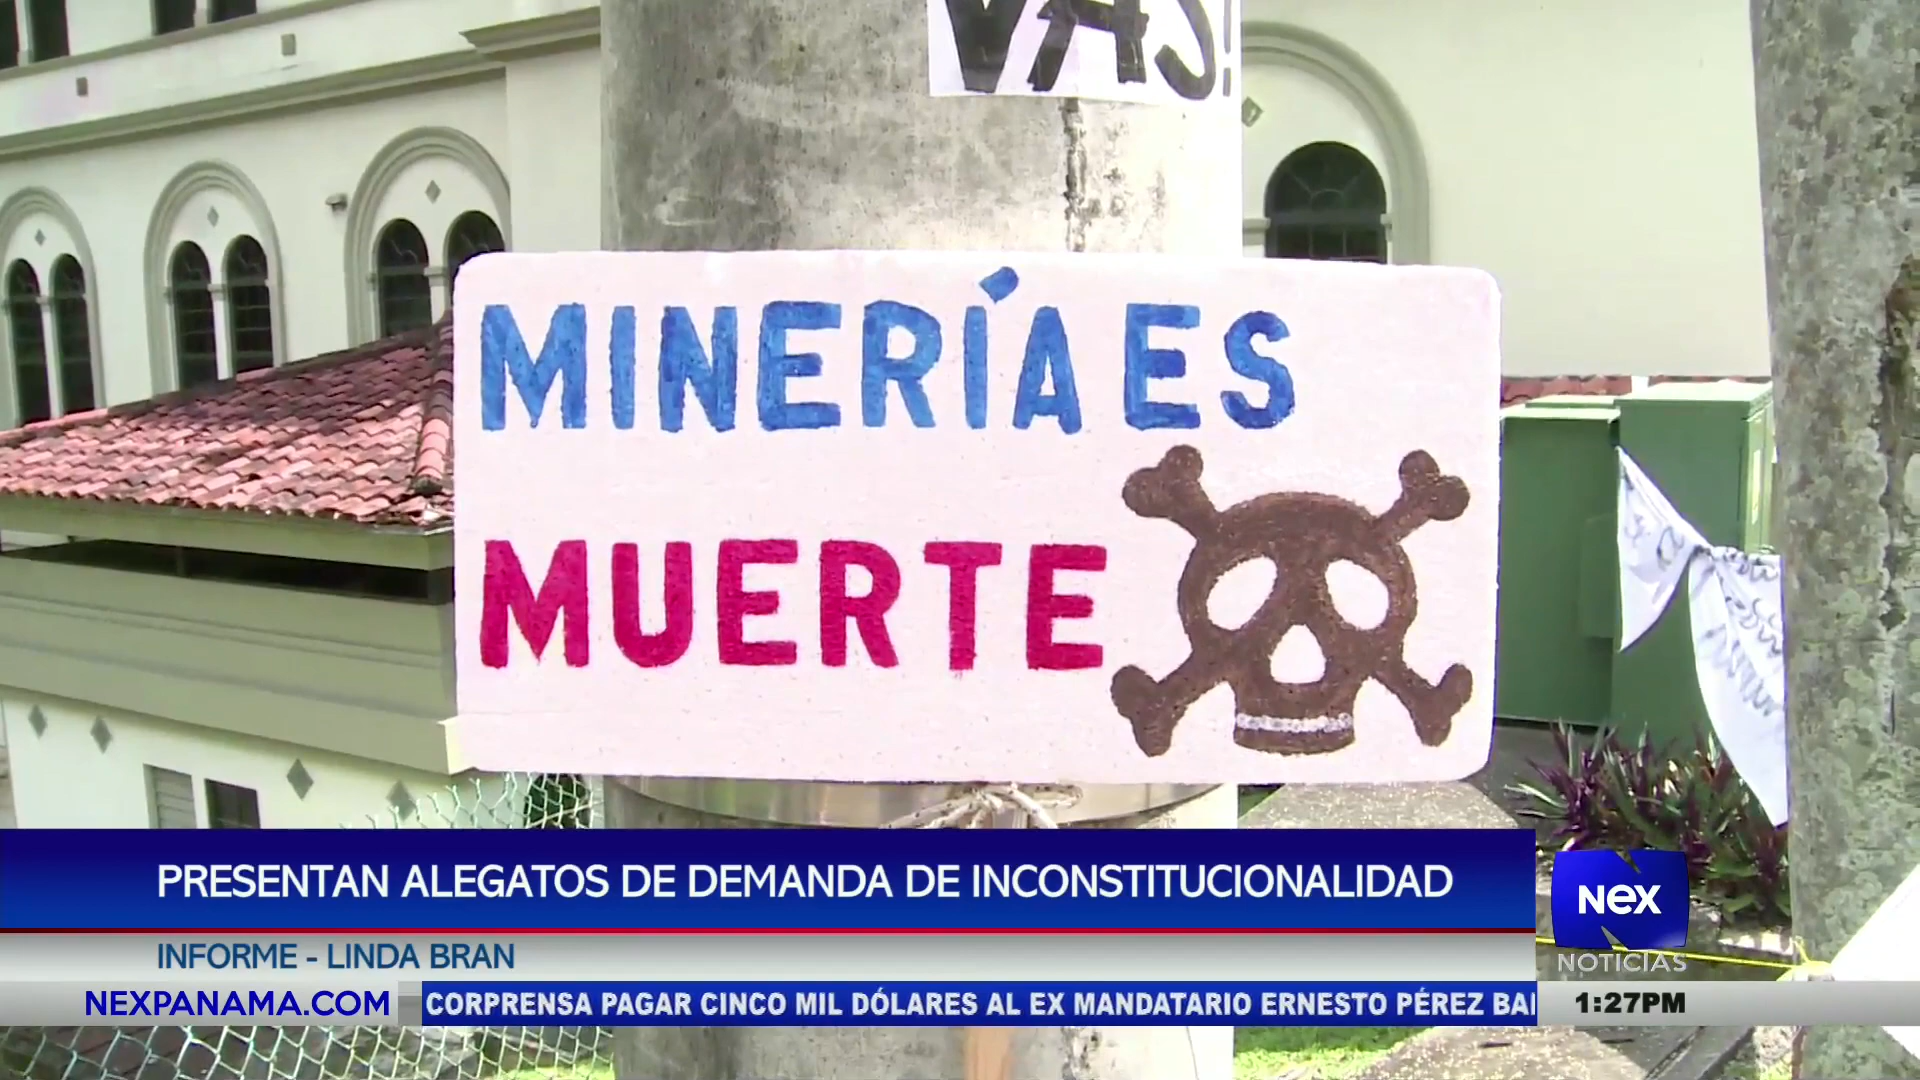 VAS!
MINERÍA ES
MUERTE
PRESENTAN ALEGATOS DE DEMANDA DE INCONSTITUCIONALIDAD
INFORME - LINDA BRAN
NEX
NOTICIAS
NEXPANAMA.COM
CORPRENSA PAGAR CINCO MIL DÓLARES AL EX MANDATARIO ERNESTO PÉREZ BA
1:27PM